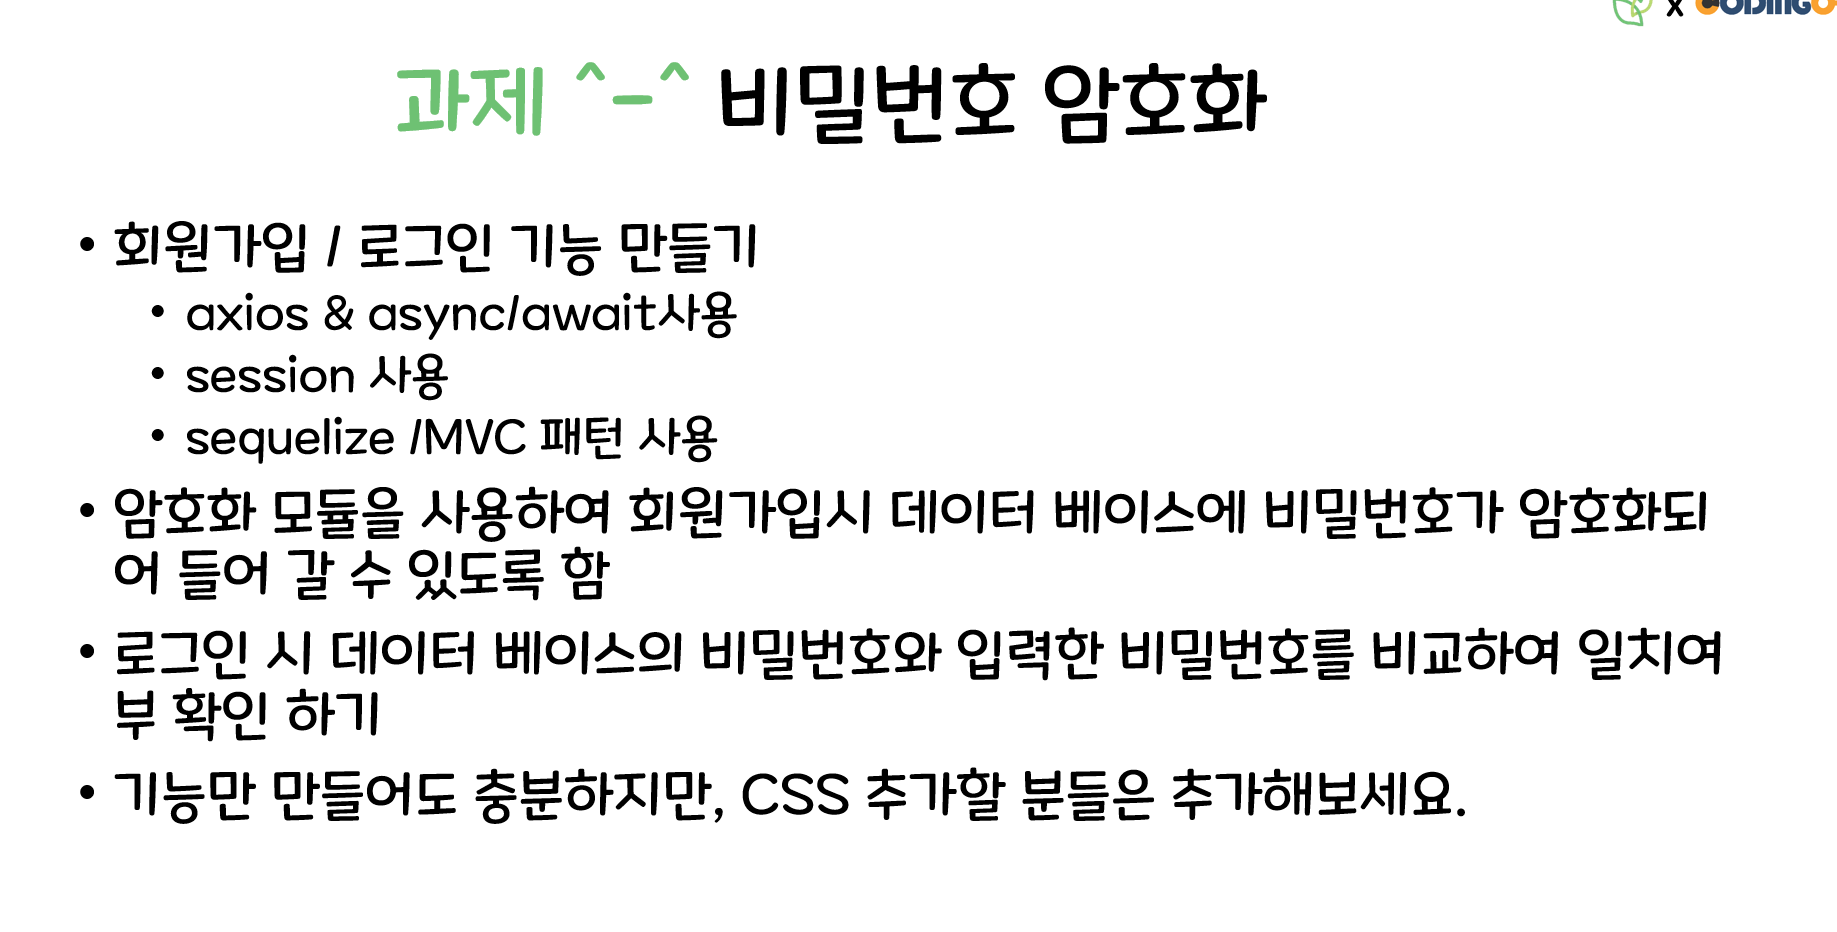 x CODINGO
과제 ^-^ 비밀번호 암호화
• 회원가입 / 로그인 기능 만들기
• axios & async/await사용
• session 사용
• sequelize /MVC 패턴 사용
• 암호화 모듈을 사용하여 회원가입시 데이터 베이스에 비밀번호가 암호화되
어 들어 갈 수 있도록 함
• 로그인 시 데이터 베이스의 비밀번호와 입력한 비밀번호를 비교하여 일치여
부 확인 하기
• 기능만 만들어도 충분하지만, CSS 추가할 분들은 추가해보세요.